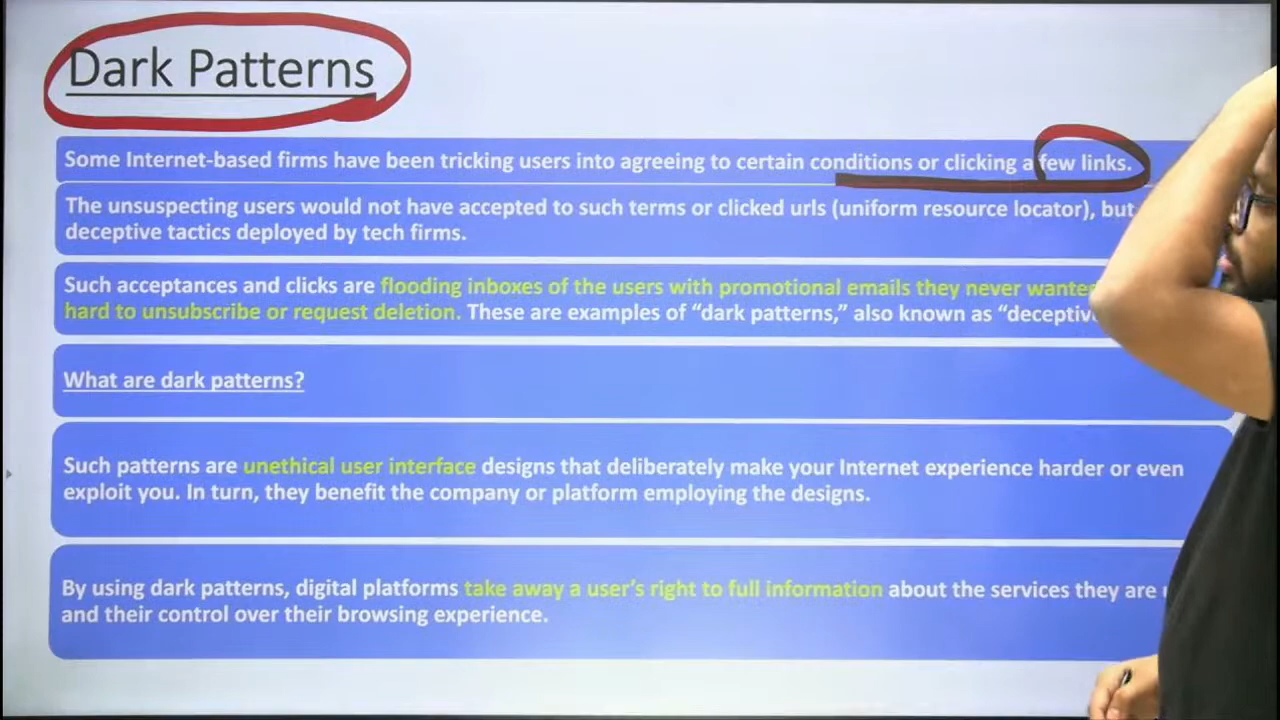 Dark Patterns
Some Internet-based firms have been tricking users into agreeing to certain conditions or clicking a few links.
The unsuspecting users would not have accepted to such terms or clicked urls (uniform resource locator), but
deceptive tactics deployed by tech firms.
Such acceptances and clicks are flooding inboxes of the users with promotional emails they never wanted
hard to unsubscribe or request deletion. These are examples of “dark patterns,” also known as “deceptive
What are dark patterns?
Such patterns are unethical user interface designs that deliberately make your Internet experience harder or even
exploit you. In turn, they benefit the company or platform employing the designs.
By using dark patterns, digital platforms take away a user’s right to full information about the services they are
and their control over their browsing experience.